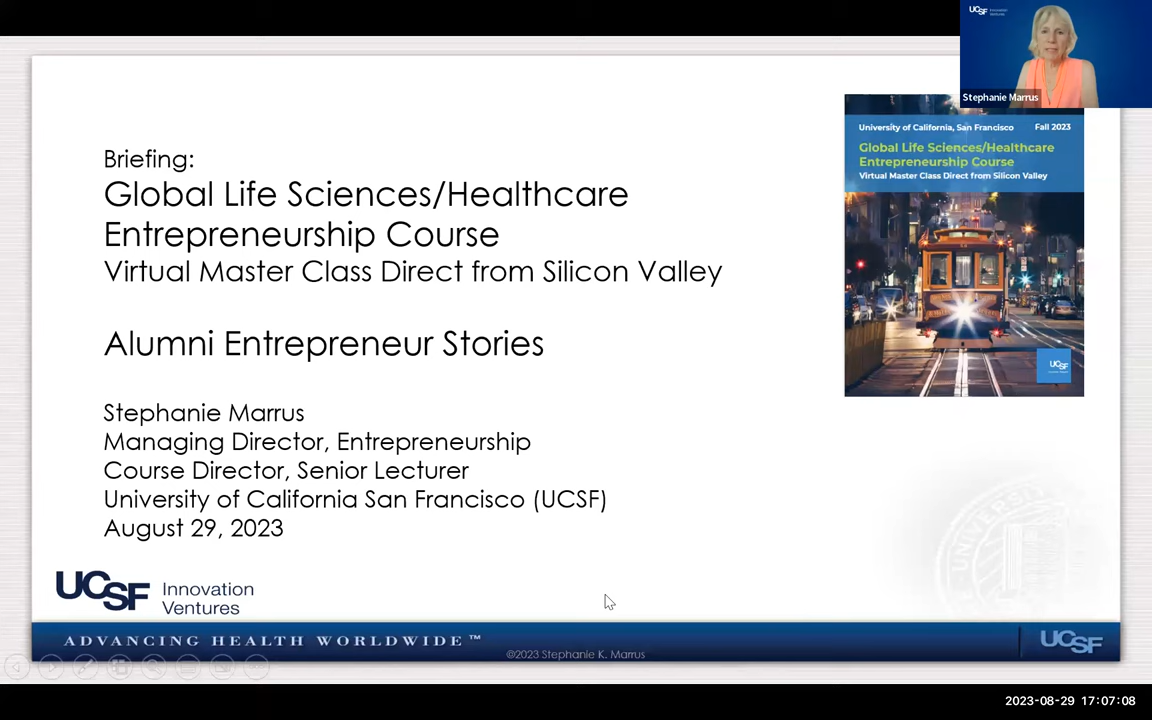 UCSF Innovation
Ventures
Stephanie Marrus
University of California, San Francisco Fall 2023
Global Life Sciences/Healthcare
Entrepreneurship Course
Virtual Master Class Direct from Silicon Valley
UCSF
Briefing:
Global Life Sciences/Healthcare
Entrepreneurship Course
Virtual Master Class Direct from Silicon Valley
Alumni Entrepreneur Stories
Stephanie Marrus
Managing Director, Entrepreneurship
Course Director, Senior Lecturer
University of California San Francisco (UCSF)
August 29, 2023
UCSF Innovation
Ventures
ADVANCING HEALTH WORLDWIDE™
©2023 Stephanie K. Marrus
UCSF
2023-08-29 17:07:08